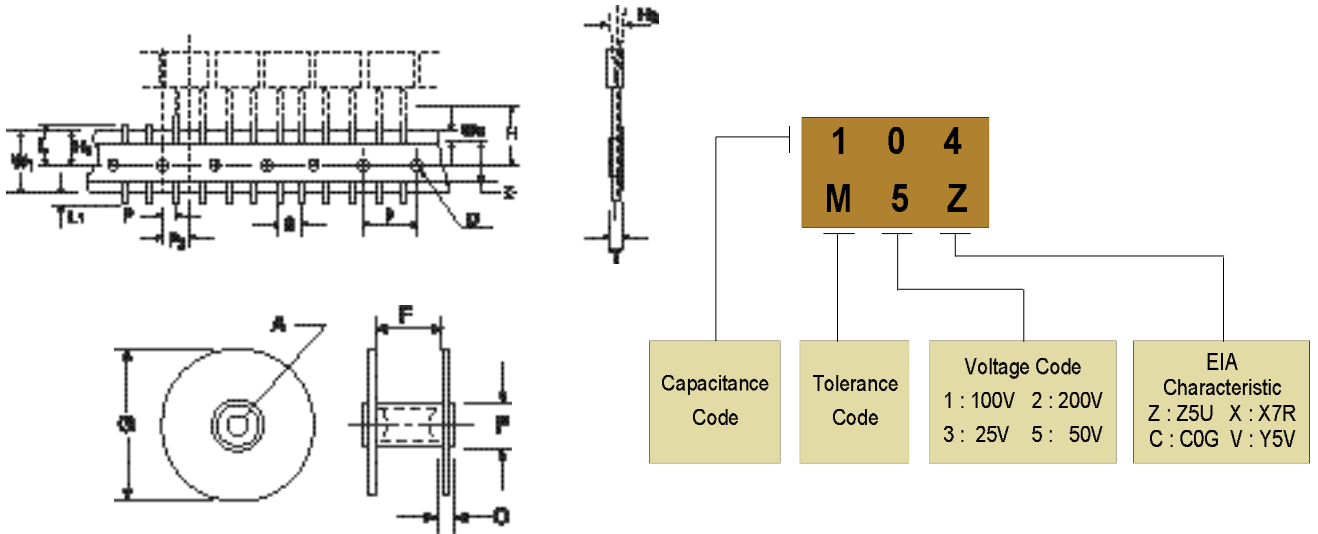 H
D
P
A
F
G
P
O
1 0 4
M 5 Z
Capacitance
Code
Tolerance
Code
Voltage Code
1 : 100V 2 : 200V
3 : 25V 5 : 50V
EIA
Characteristic
Z : Z5U X : X7R
C : C0G V : Y5V